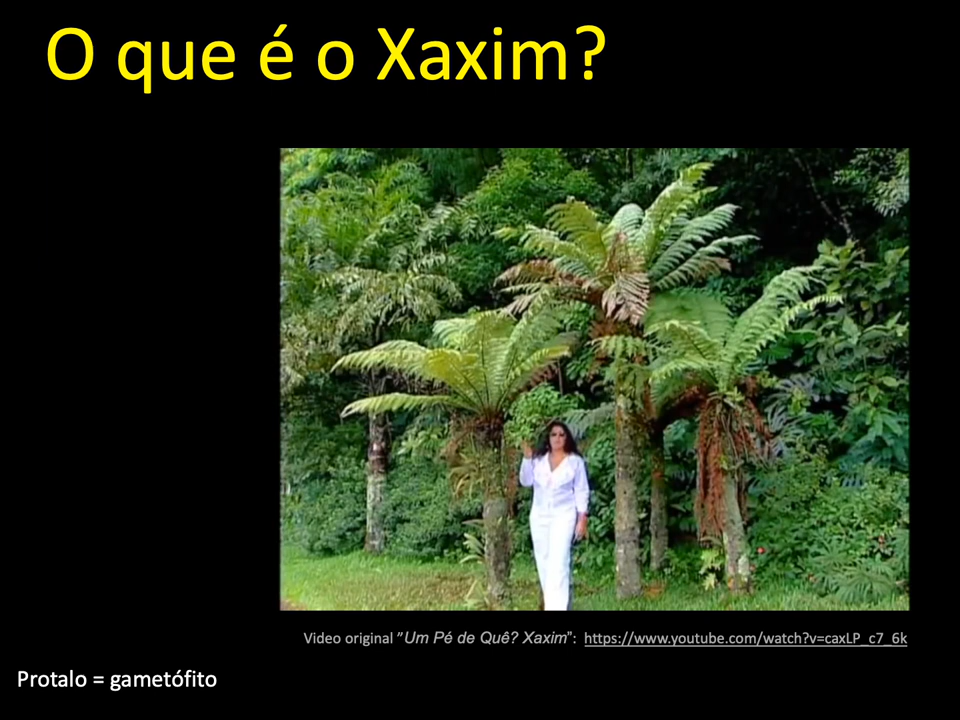 O que é o Xaxim?
Video original ”Um Pé de Quê? Xaxim”: https://www.youtube.com/watch?v=caxLP_c7_6k
Protalo = gametófito